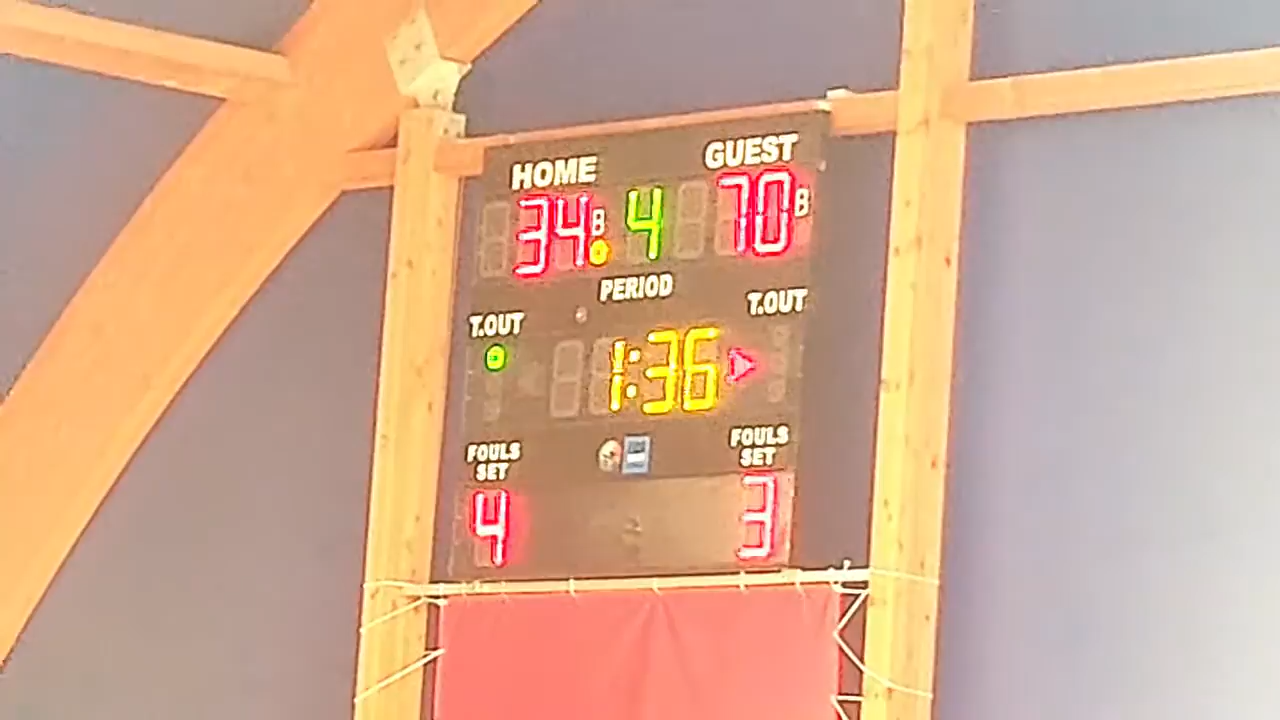 HOME GUEST
34 B 4 70 B
PERIOD
T.OUT T.OUT
1:36
FOULS SET FOULS SET
4 3